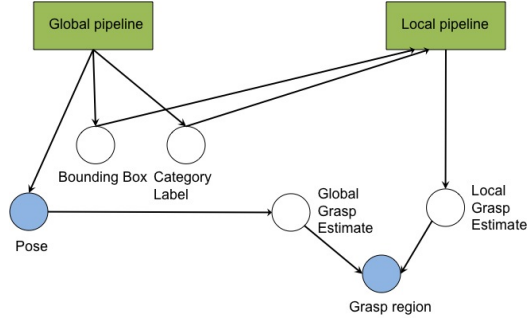 Global pipeline
Local pipeline
Bounding Box
Category
Label
Pose
Global
Grasp
Estimate
Local
Grasp
Estimate
Grasp region